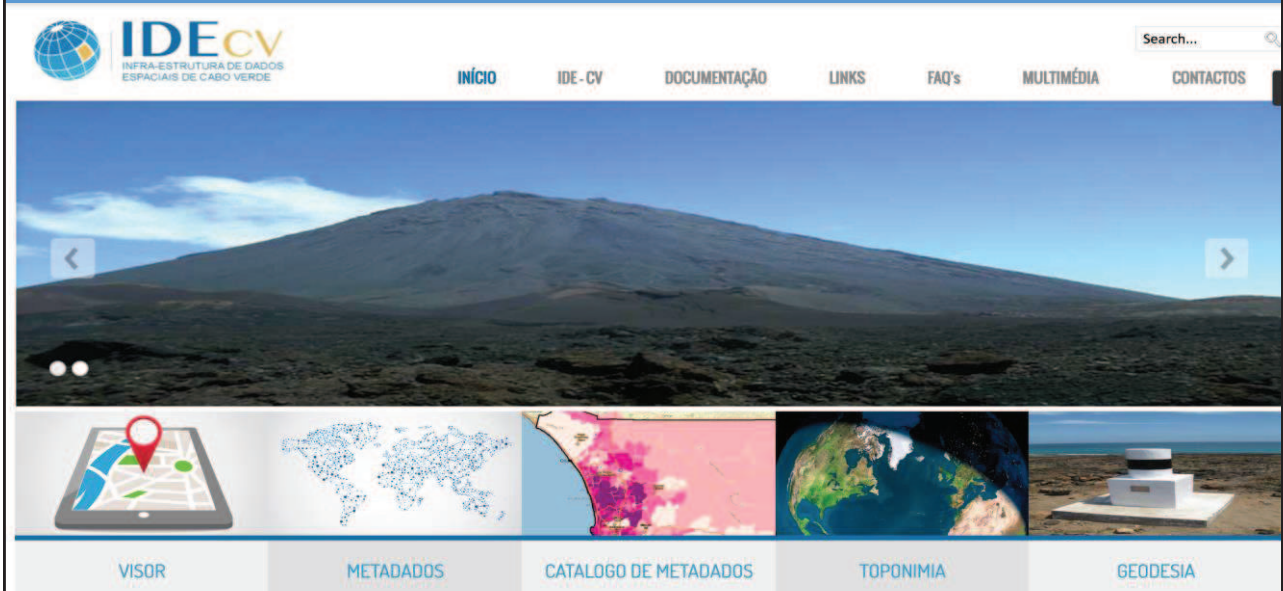 IDECV
INFRA-ESTRUTURA DE DADOS
ESPACIAIS DE CABO VERDE
Search...
INÍCIO IDE - CV DOCUMENTAÇÃO LINKS FAQ's MULTIMÉDIA CONTACTOS
VISOR METADADOS CATALOGO DE METADADOS TOPONIMIA GEODESIA